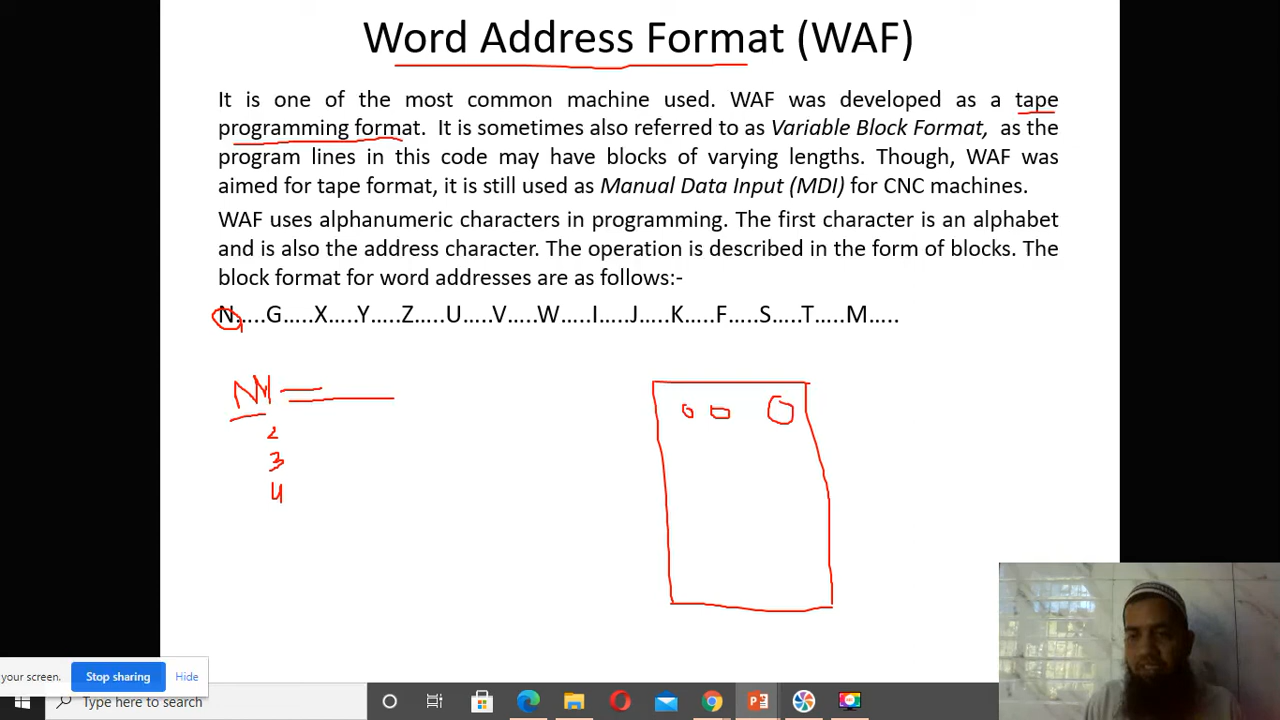 Word Address Format (WAF)
It is one of the most common machine used. WAF was developed as a tape
programming format. It is sometimes also referred to as Variable Block Format, as the
program lines in this code may have blocks of varying lengths. Though, WAF was
aimed for tape format, it is still used as Manual Data Input (MDI) for CNC machines.
WAF uses alphanumeric characters in programming. The first character is an alphabet
and is also the address character. The operation is described in the form of blocks. The
block format for word addresses are as follows:-
N.....G.....X.....Y.....Z.....U.....V.....W.....I.....J.....K.....F.....S.....T.....M.....
2
3
4
your screen.
Stop sharing
Hide
Type here to search